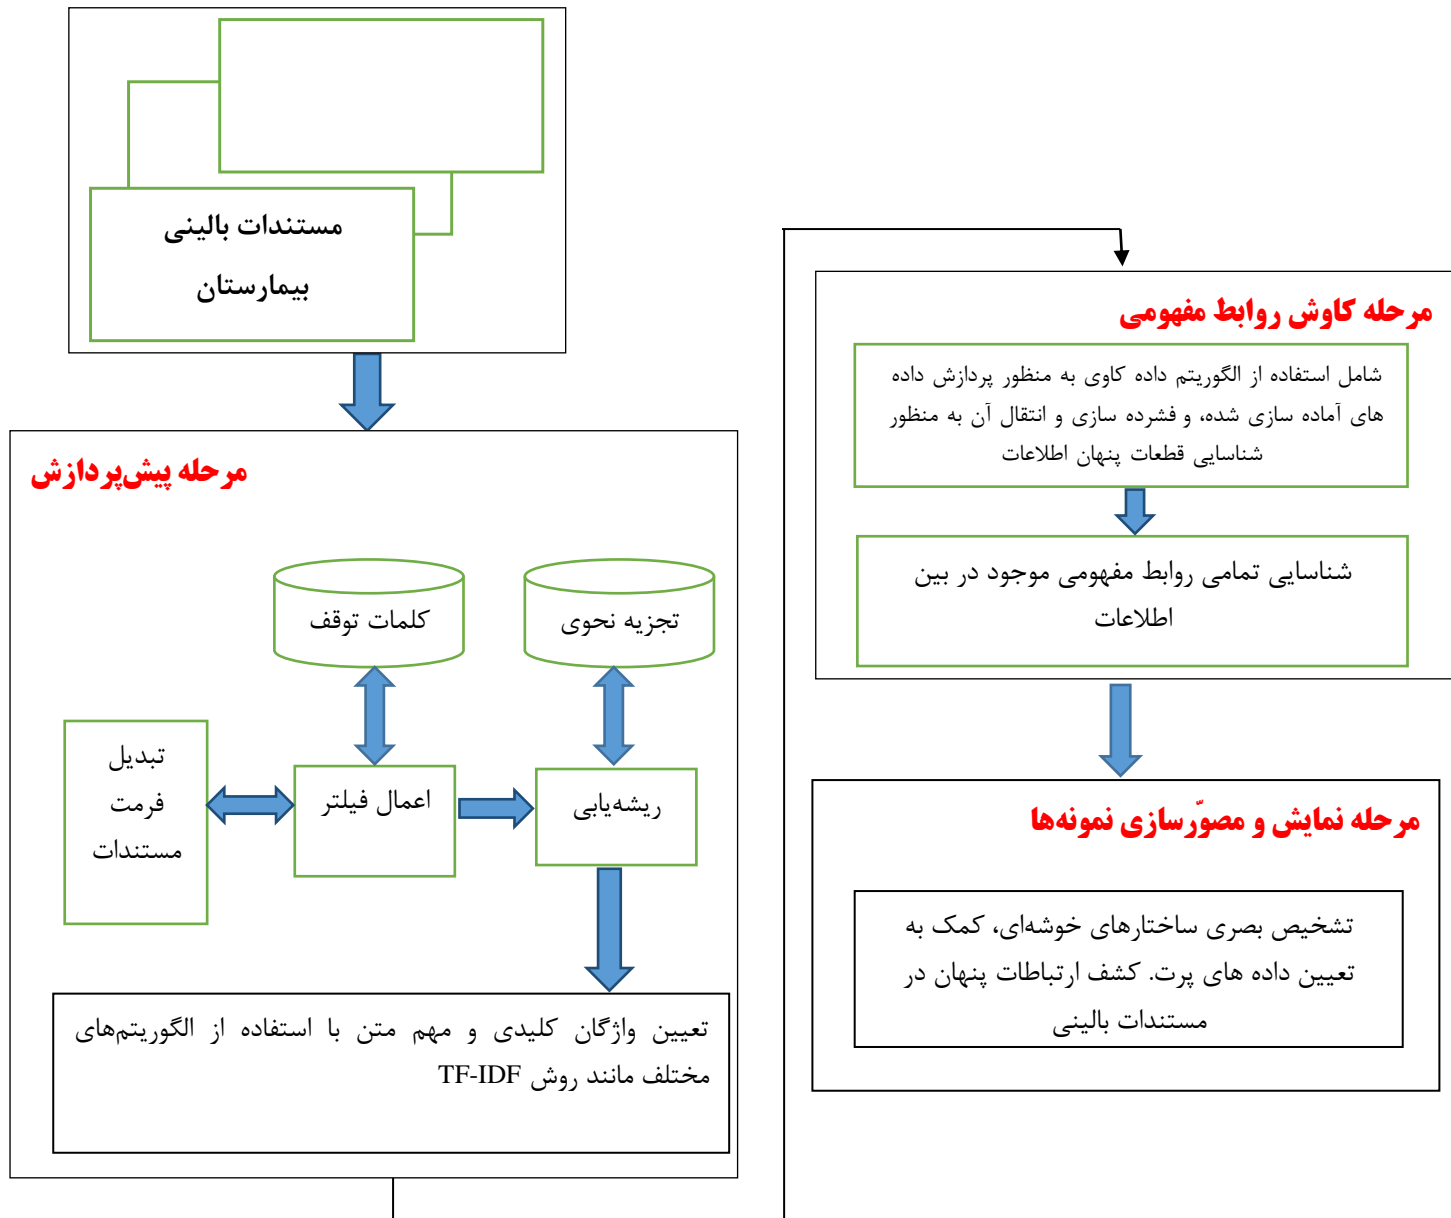 مستندات بالینی
بیمارستان
مرحله پیش‌پردازش
کلمات توقف
تجزیه نحوی
تبدیل
فرمت
مستندات
اعمال فیلتر
ریشه‌یابی
تعیین واژگان کلیدی و مهم متن با استفاده از الگوریتم‌های
مختلف مانند روش TF-IDF
مرحله کاوش روابط مفهومی
شامل استفاده از الگوریتم داده کاوی به منظور پردازش داده
های آماده سازی شده، و فشرده سازی و انتقال آن به منظور
شناسایی قطعات پنهان اطلاعات
شناسایی تمامی روابط مفهومی موجود در بین
اطلاعات
مرحله نمایش و مصوّرسازی نمونه‌ها
تشخیص بصری ساختارهای خوشه‌ای، کمک به
تعیین داده های پرت. کشف ارتباطات پنهان در
مستندات بالینی